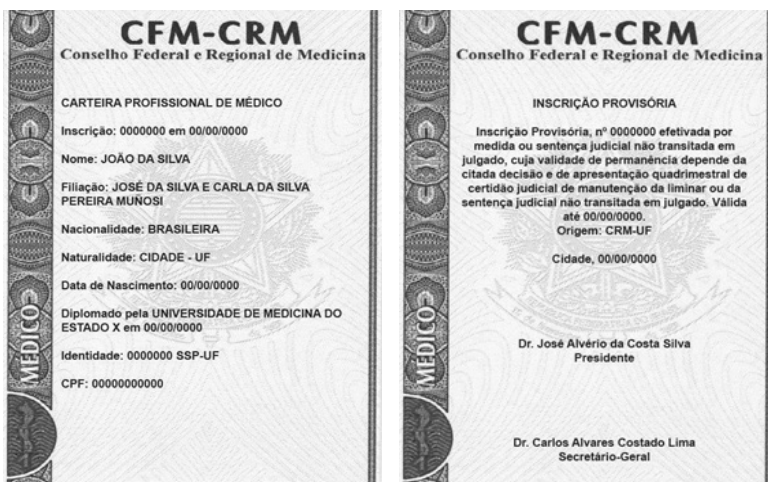 CFM-CRM
Conselho Federal e Regional de Medicina
CARTEIRA PROFISSIONAL DE MÉDICO
Inscrição: 0000000 em 00/00/0000
Nome: JOÃO DA SILVA
Filiação: JOSÉ DA SILVA E CARLA DA SILVA
PEREIRA MUÑOSI
Nacionalidade: BRASILEIRA
Naturalidade: CIDADE - UF
Data de Nascimento: 00/00/0000
Diplomado pela UNIVERSIDADE DE MEDICINA DO
ESTADO X em 00/00/0000
Identidade: 0000000 SSP-UF
CPF: 00000000000
MÉDICO
CFM-CRM
Conselho Federal e Regional de Medicina
INSCRIÇÃO PROVISÓRIA
Inscrição Provisória, nº 0000000 efetivada por
medida ou sentença judicial não transitada em
julgado, cuja validade de permanência depende da
citada decisão e de apresentação quadrimestral de
certidão judicial de manutenção da liminar ou da
sentença judicial não transitada em julgado. Válida
até 00/00/0000.
Origem: CRM-UF
Cidade, 00/00/0000
Dr. José Alvério da Costa Silva
Presidente
Dr. Carlos Alvares Costado Lima
Secretário-Geral
MÉDICO